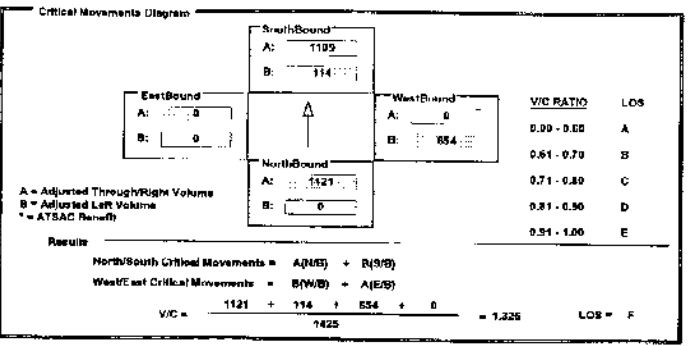 Critical Movements Diagram
SouthBound
A: 1109
B: 114
EastBound
A: 0
B: 0
WestBound
A: 0
B: 654
NorthBound
A: 1121
B: 0
V/C RATIO LOS
0.00 - 0.60 A
0.61 - 0.70 B
0.71 - 0.80 C
0.81 - 0.90 D
0.91 - 1.00 E
A = Adjusted Through/Right Volume
B = Adjusted Left Volume
* = ATSAC Benefit
Results
North/South Critical Movements = A(N/B) + B(S/B)
West/East Critical Movements = B(W/B) + A(E/B)
V/C = 1121 + 114 + 654 + 0 = 1.326 LOS = F
1425